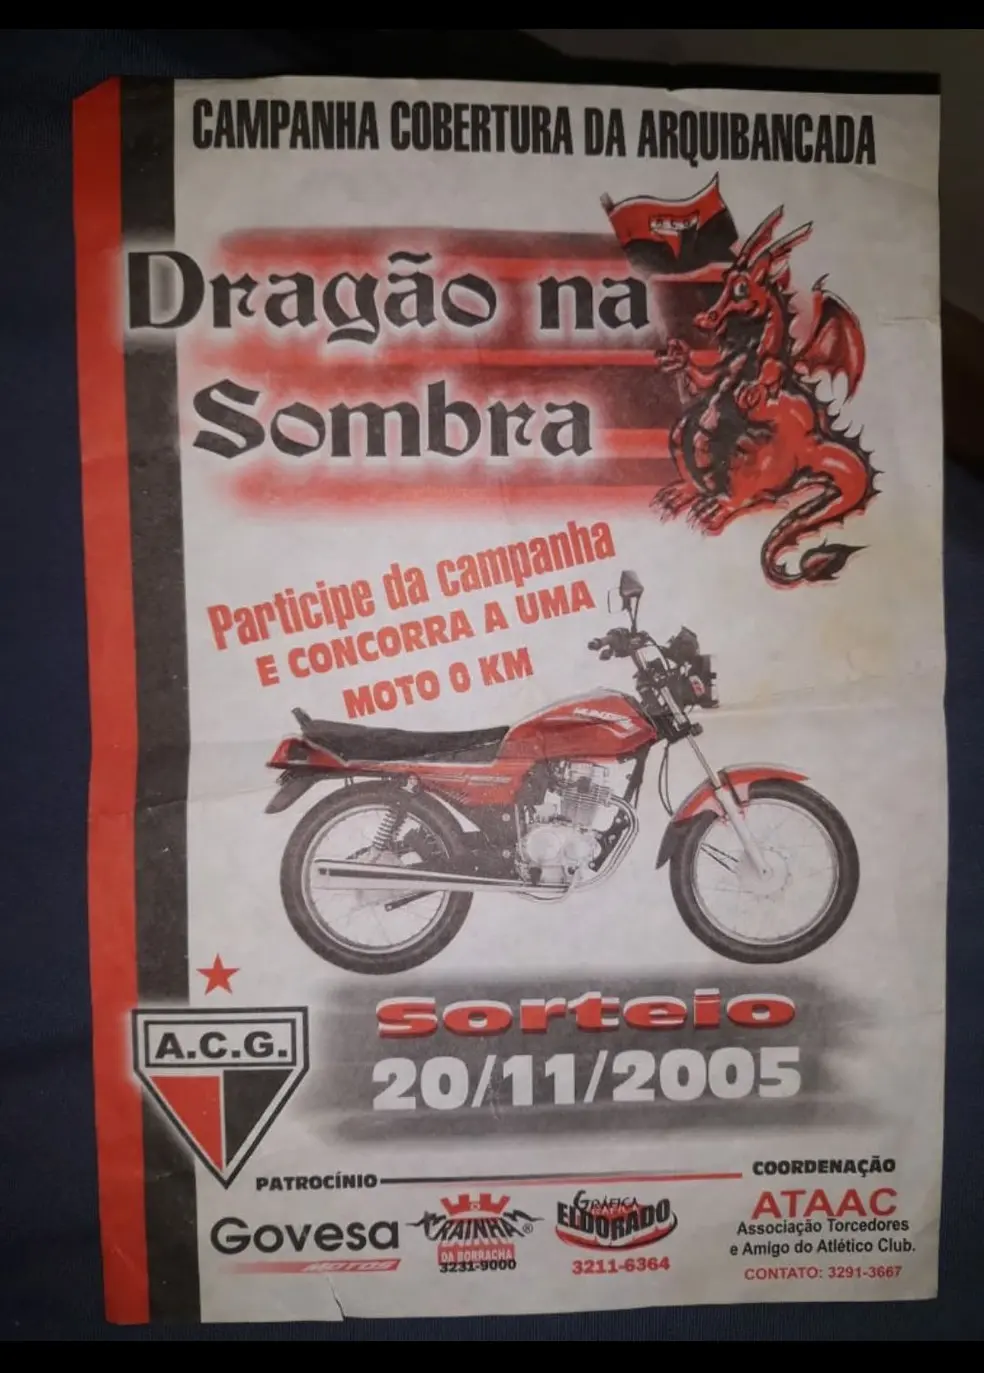 CAMPANHA COBERTURA DA ARQUIBANCADA
A.C.G.
Dragão na
Sombra
Participe da campanha
E CONCORRA A UMA
MOTO 0 KM
Sorteio
20/11/2005
A.C.G.
PATROCÍNIO
COORDENAÇÃO
Govesa
MOTOS
A RAINHA
DA BORRACHA
3231-9000
GRÁFICA
ELDORADO
3211-6364
ATAAC
Associação Torcedores
e Amigo do Atlético Club.
CONTATO: 3291-3667